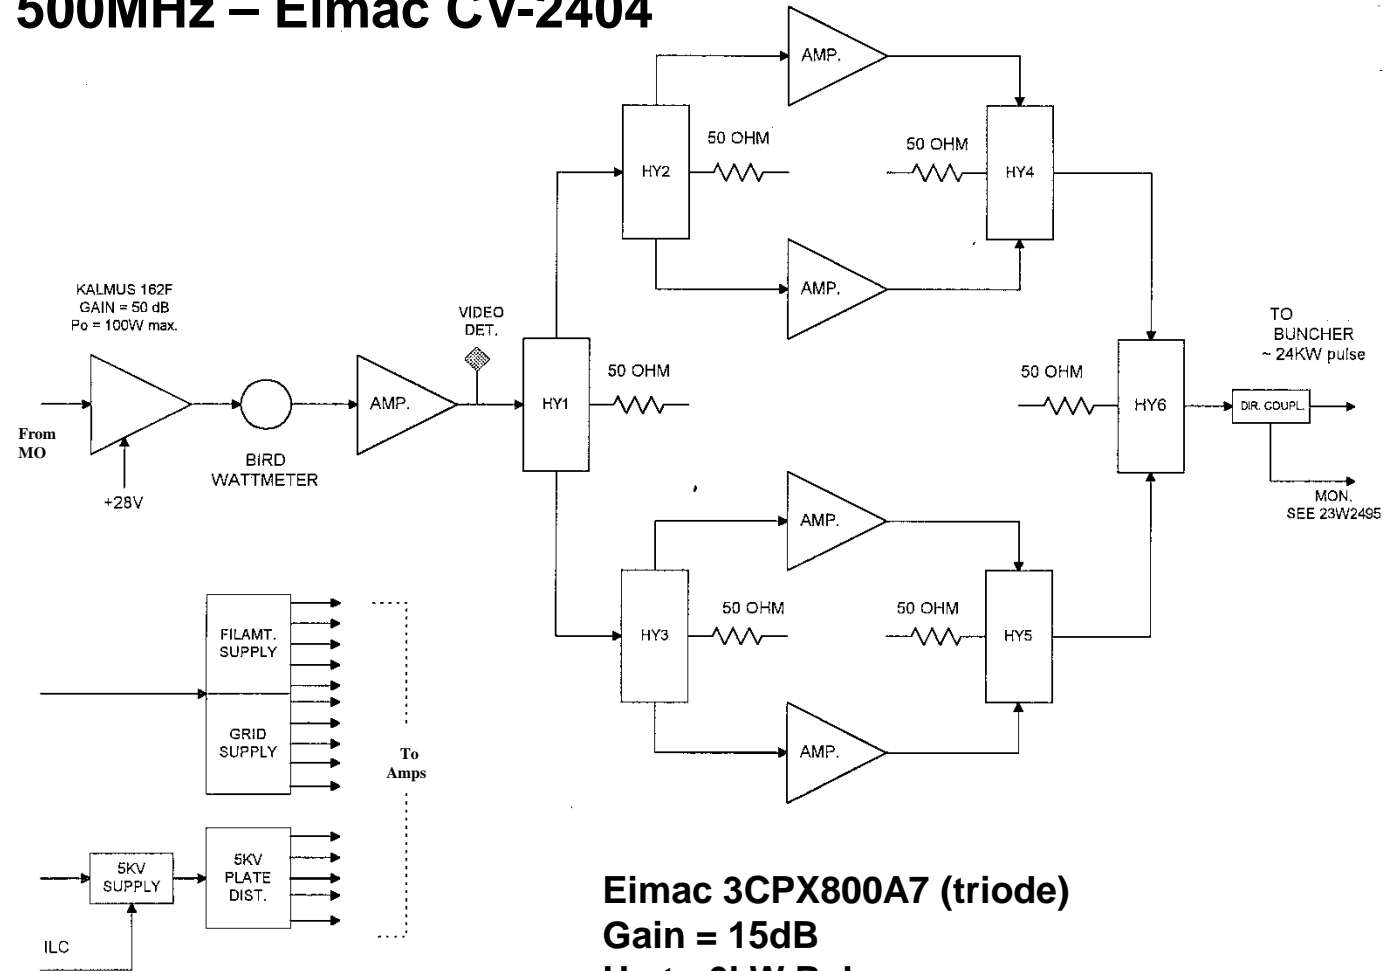 500MHz – Eimac CV-2404
AMP.
50 OHM
50 OHM
HY2
HY4
KALMUS 162F
GAIN = 50 dB
Po = 100W max.
AMP.
VIDEO
DET.
TO
BUNCHER
~ 24KW pulse
50 OHM
50 OHM
AMP.
HY1
HY6
DIR. COUPL.
From
MO
BIRD
WATTMETER
+28V
MON.
SEE 23W2495
AMP.
50 OHM
50 OHM
FILAMT.
SUPPLY
HY3
HY5
GRID
SUPPLY
To
Amps
AMP.
5KV
SUPPLY
5KV
PLATE
DIST.
ILC
Eimac 3CPX800A7 (triode)
Gain = 15dB